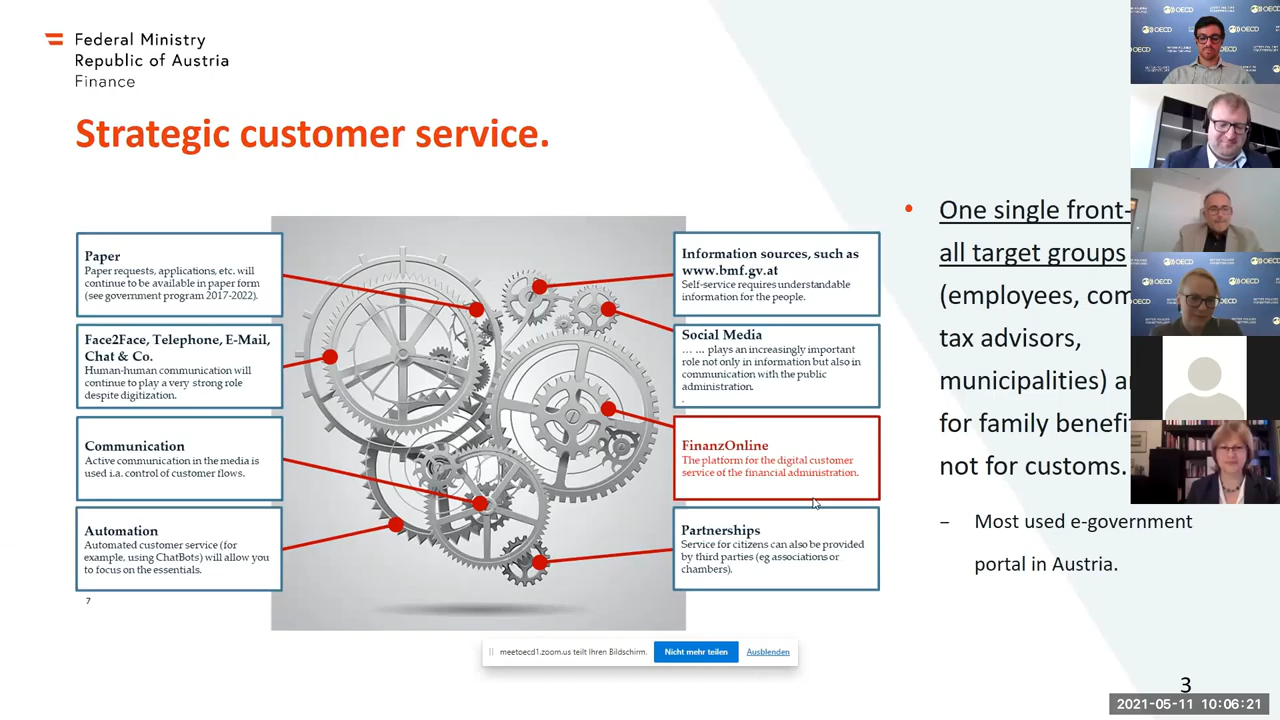 Federal Ministry
Republic of Austria
Finance
Strategic customer service.
Paper
Paper requests, applications, etc. will
continue to be available in paper form
(see government program 2017-2022).
Face2Face, Telephone, E-Mail,
Chat & Co.
Human-human communication will
continue to play a very strong role
despite digitization.
Communication
Active communication in the media is
used i.a. control of customer flows.
Automation
Automated customer service (for
example, using ChatBots) will allow you
to focus on the essentials.
7
Information sources, such as
www.bmf.gv.at
Self-service requires understandable
information for the people.
Social Media
… ... plays an increasingly important
role not only in information but also in
communication with the public
administration.
.
FinanzOnline
The platform for the digital customer
service of the financial administration.
Partnerships
Service for citizens can also be provided
by third parties (eg associations or
chambers).
• One single front-
all target groups
(employees,
tax advisors,
municipalities)
for family
not for customs.
– Most used e-government
portal in Austria.
meetoecd1.zoom.us teilt Ihren Bildschirm.
Nicht mehr teilen
Ausblenden
3
2021-05-11 10:06:21
OECD
OECD
OECD
OECD